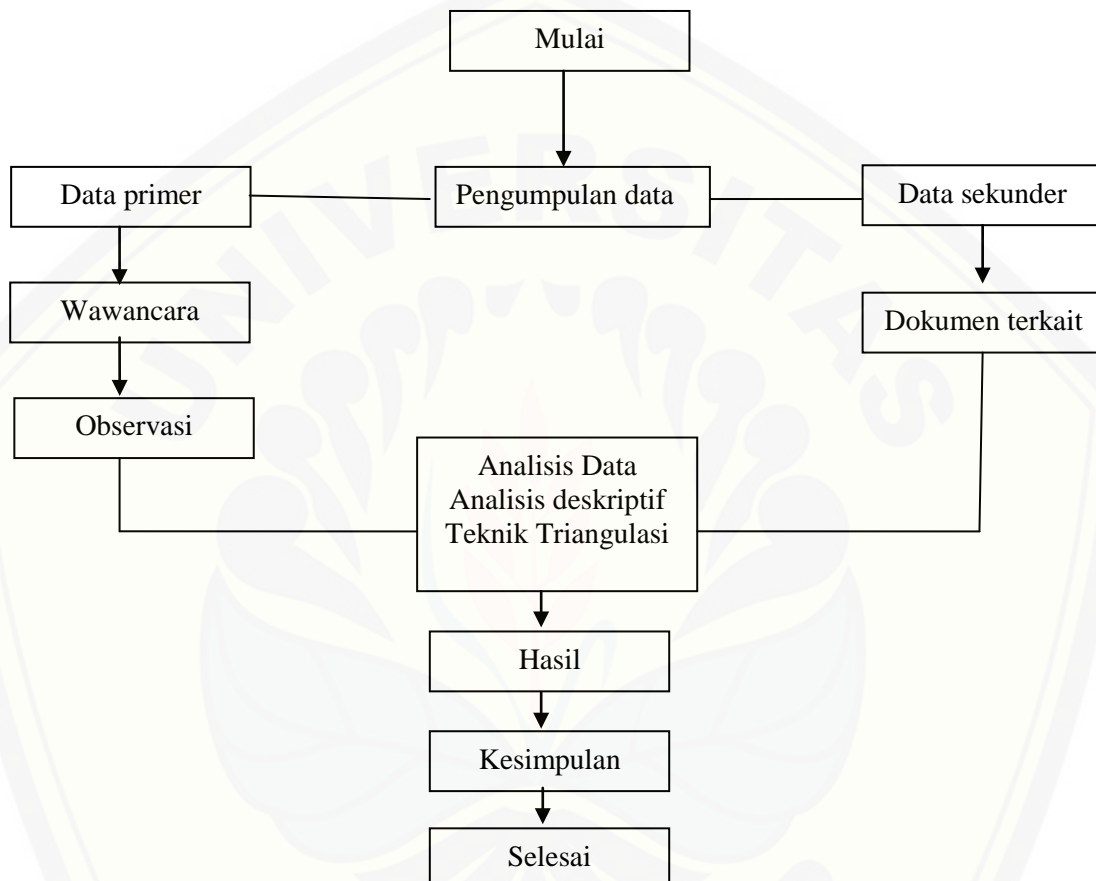 Mulai
Data primer
Pengumpulan data
Data sekunder
Wawancara
Dokumen terkait
Observasi
Analisis Data
Analisis deskriptif
Teknik Triangulasi
Hasil
Kesimpulan
Selesai
UNIVERSITAS